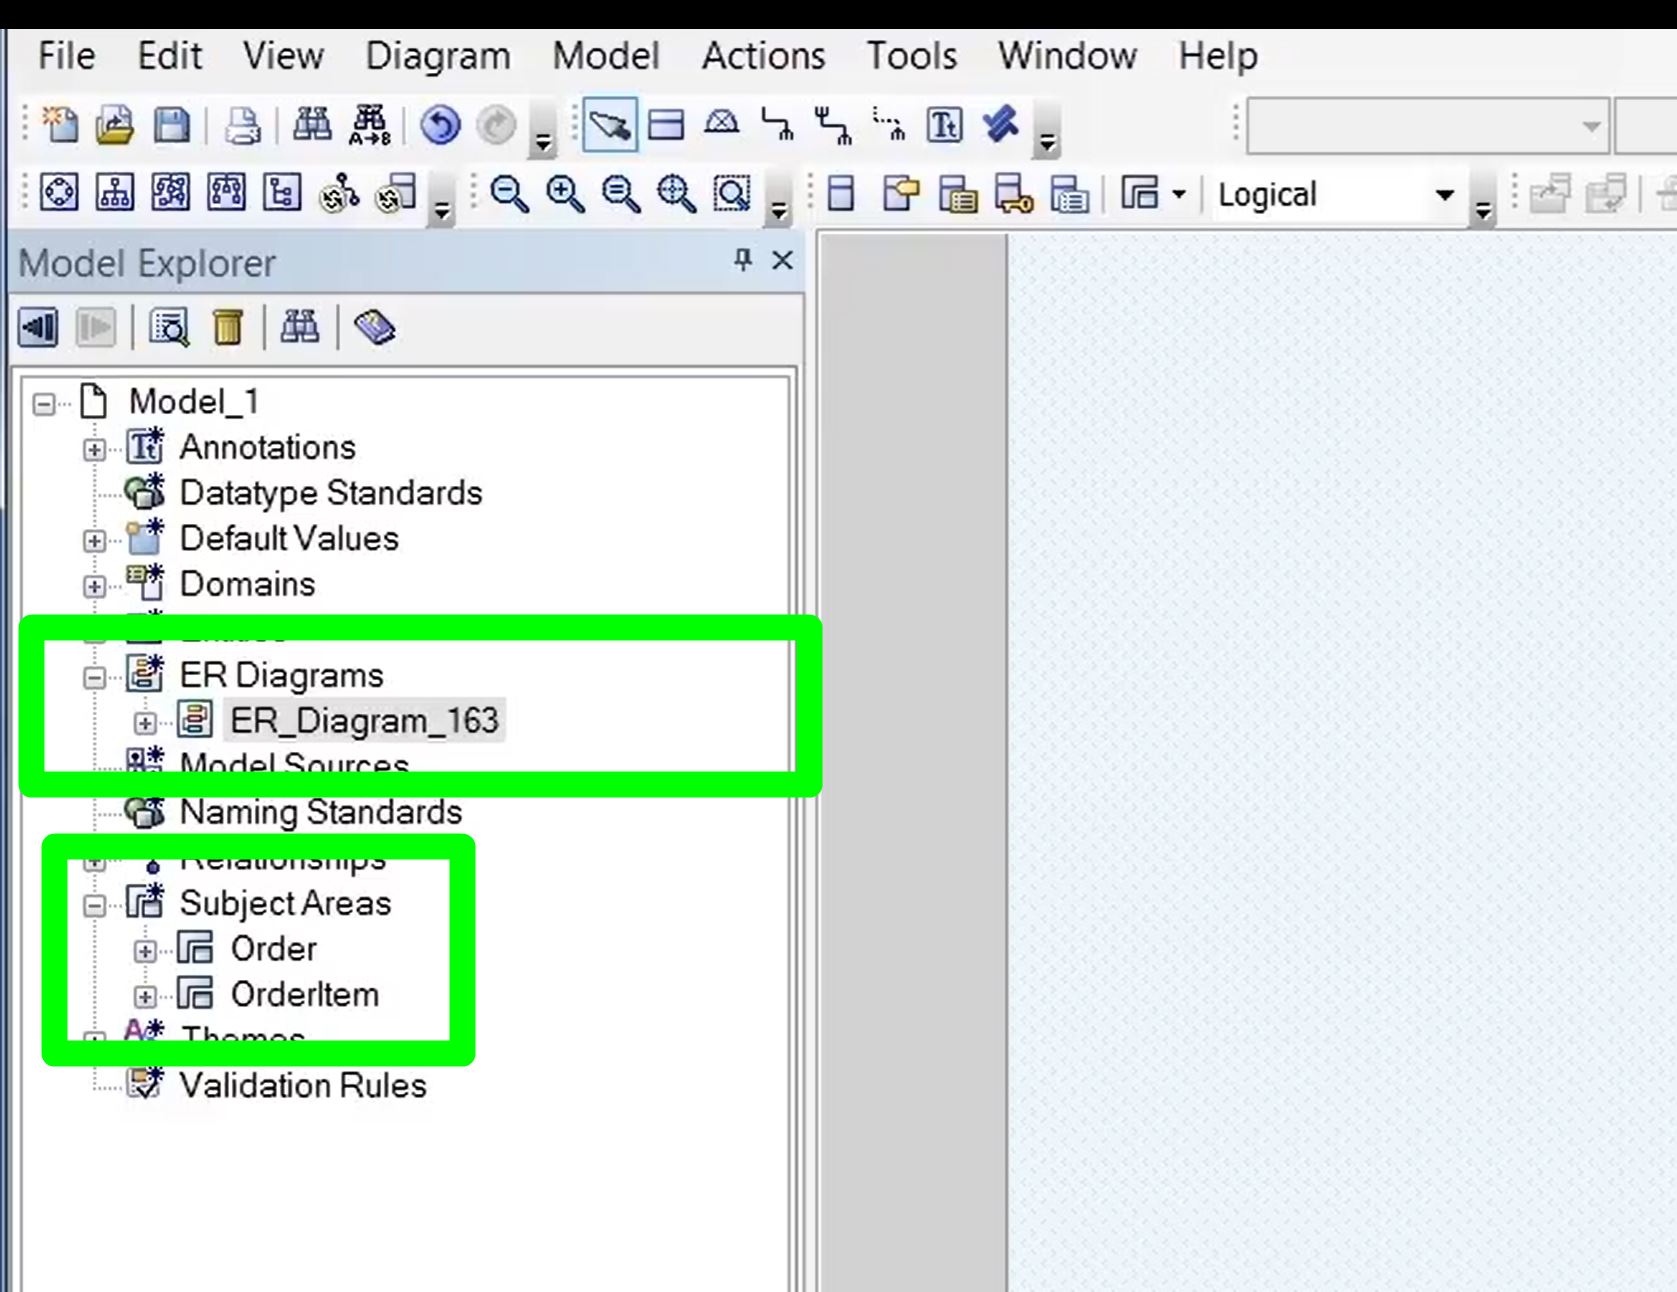 File Edit View Diagram Model Actions Tools Window Help
Logical
Model Explorer
Model_1
Annotations
Datatype Standards
Default Values
Domains
ER Diagrams
ER_Diagram_163
Model Sources
Naming Standards
Relationships
Subject Areas
Order
OrderItem
Themes
Validation Rules